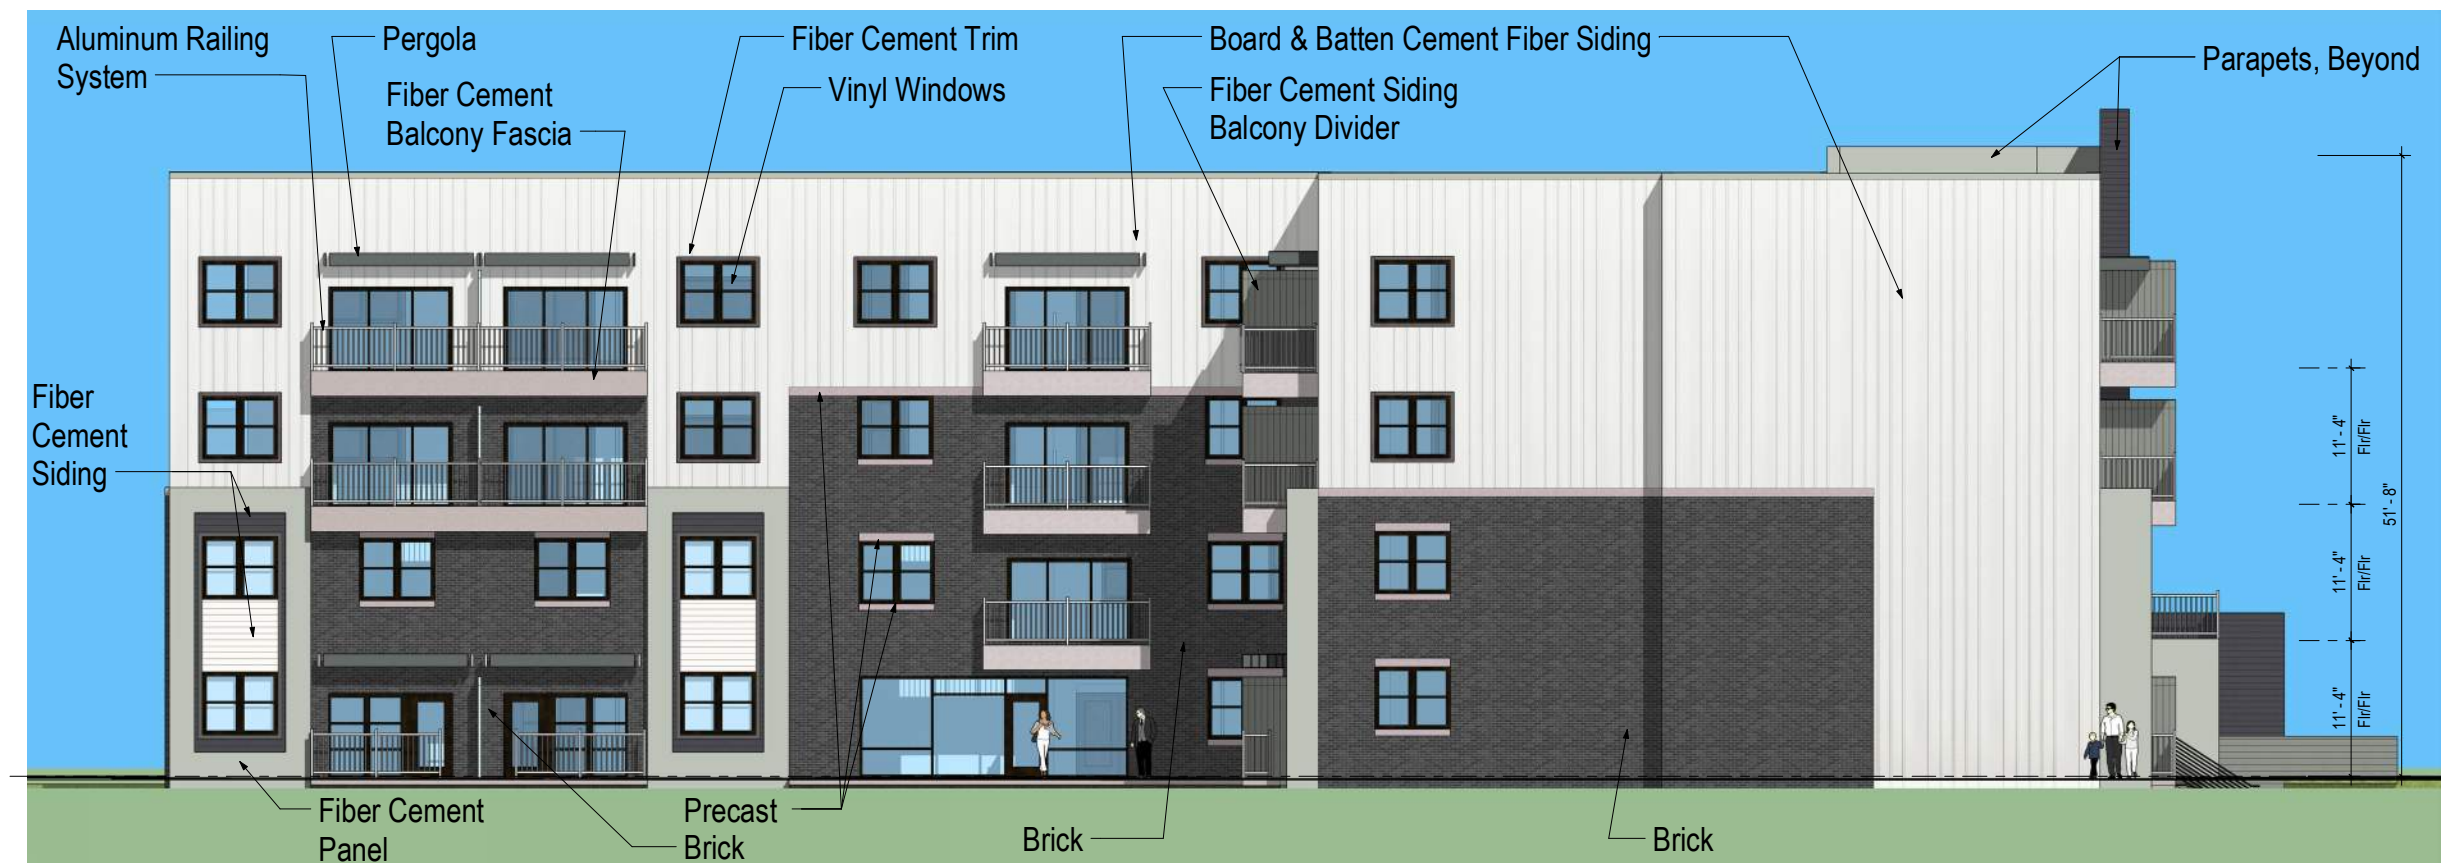 Aluminum Railing
System
Pergola
Fiber Cement
Balcony Fascia
Fiber Cement Trim
Vinyl Windows
Board & Batten Cement Fiber Siding
Fiber Cement Siding
Balcony Divider
Parapets, Beyond
Fiber
Cement
Siding
11' - 4"
Flr/Flr
11' - 4"
Flr/Flr
11' - 4"
Flr/Flr
51' - 8"
Fiber Cement
Panel
Precast
Brick
Brick
Brick